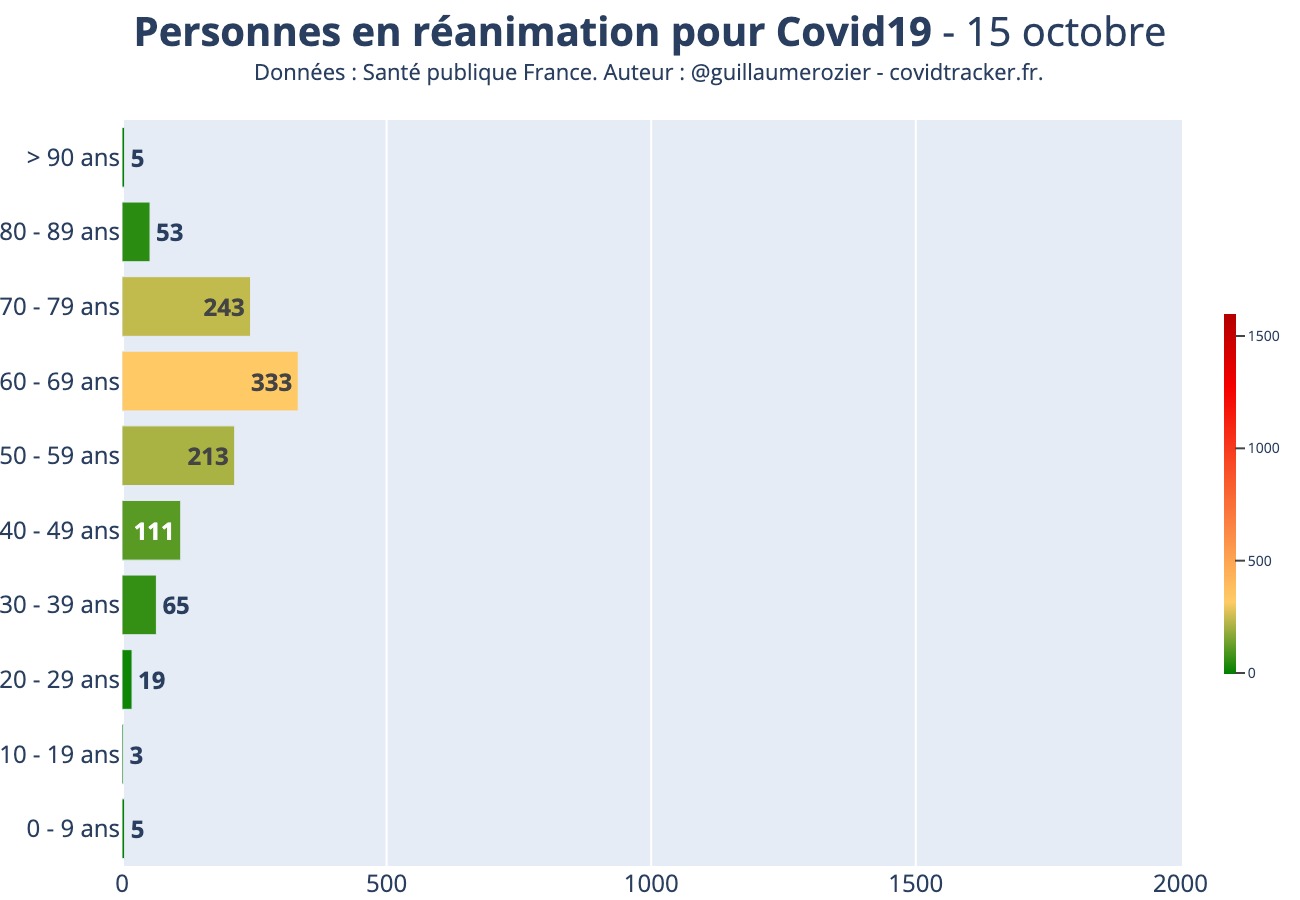 Personnes en réanimation pour Covid19 - 15 octobre
Données : Santé publique France. Auteur : @guillaumerozier - covidtracker.fr.
> 90 ans 5
80 - 89 ans 53
70 - 79 ans 243
60 - 69 ans 333
50 - 59 ans 213
40 - 49 ans 111
30 - 39 ans 65
20 - 29 ans 19
10 - 19 ans 3
0 - 9 ans 5
0 500 1000 1500 2000
1500
1000
500
0